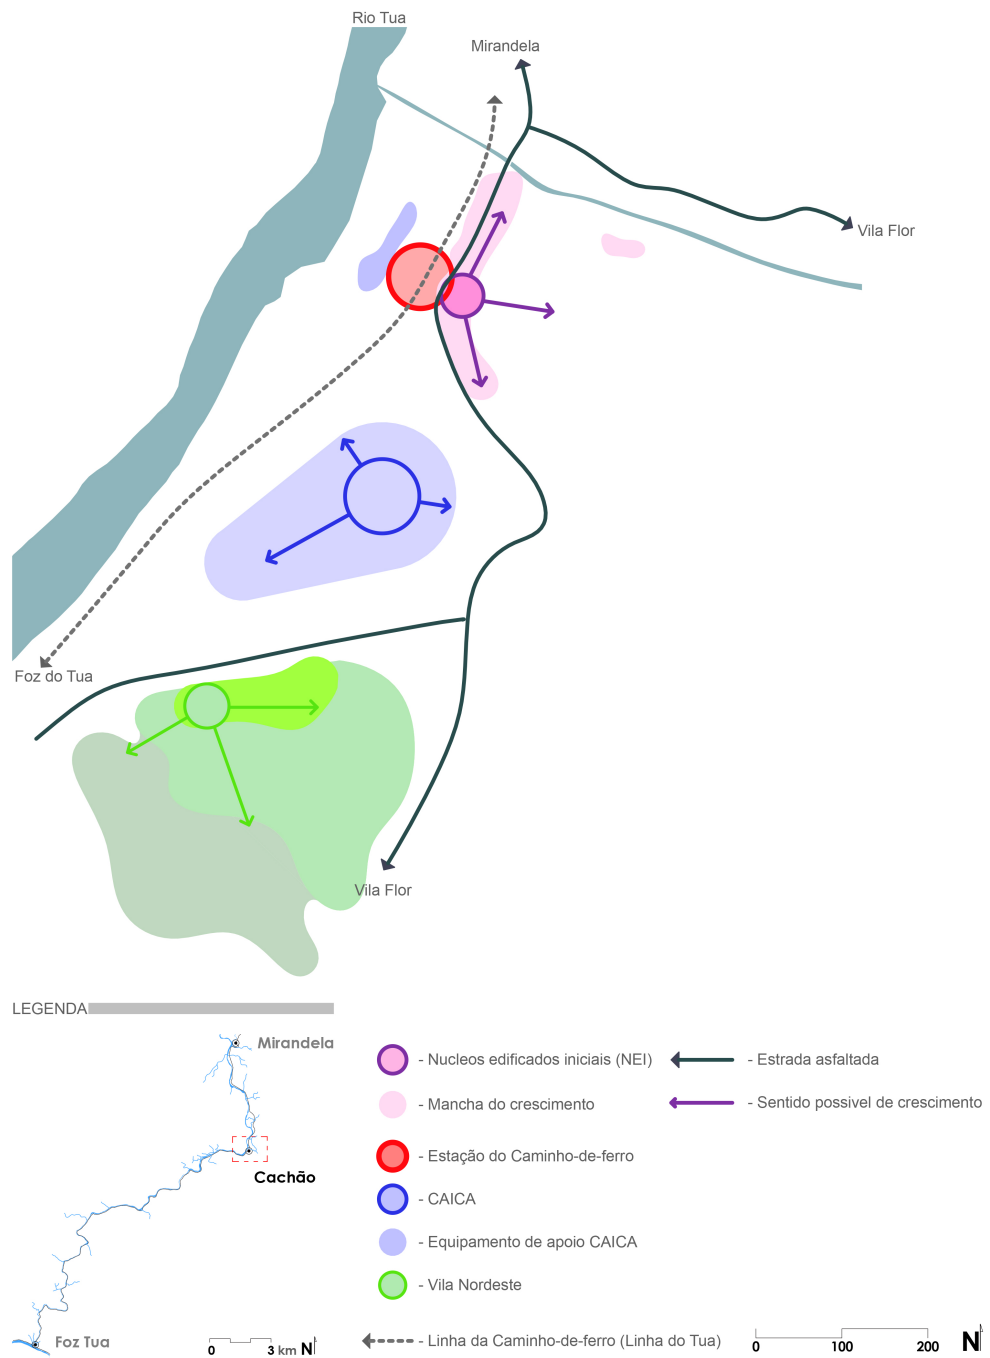 Rio Tua
Mirandela
Vila Flor
Foz do Tua
Vila Flor
LEGENDA
Mirandela
Cachão
Foz Tua
0 3 km N
- Nucleos edificados iniciais (NEI)
- Mancha do crescimento
- Estação do Caminho-de-ferro
- CAICA
- Equipamento de apoio CAICA
- Vila Nordeste
- Linha da Caminho-de-ferro (Linha do Tua)
- Estrada asfaltada
- Sentido possivel de crescimento
0 100 200 N